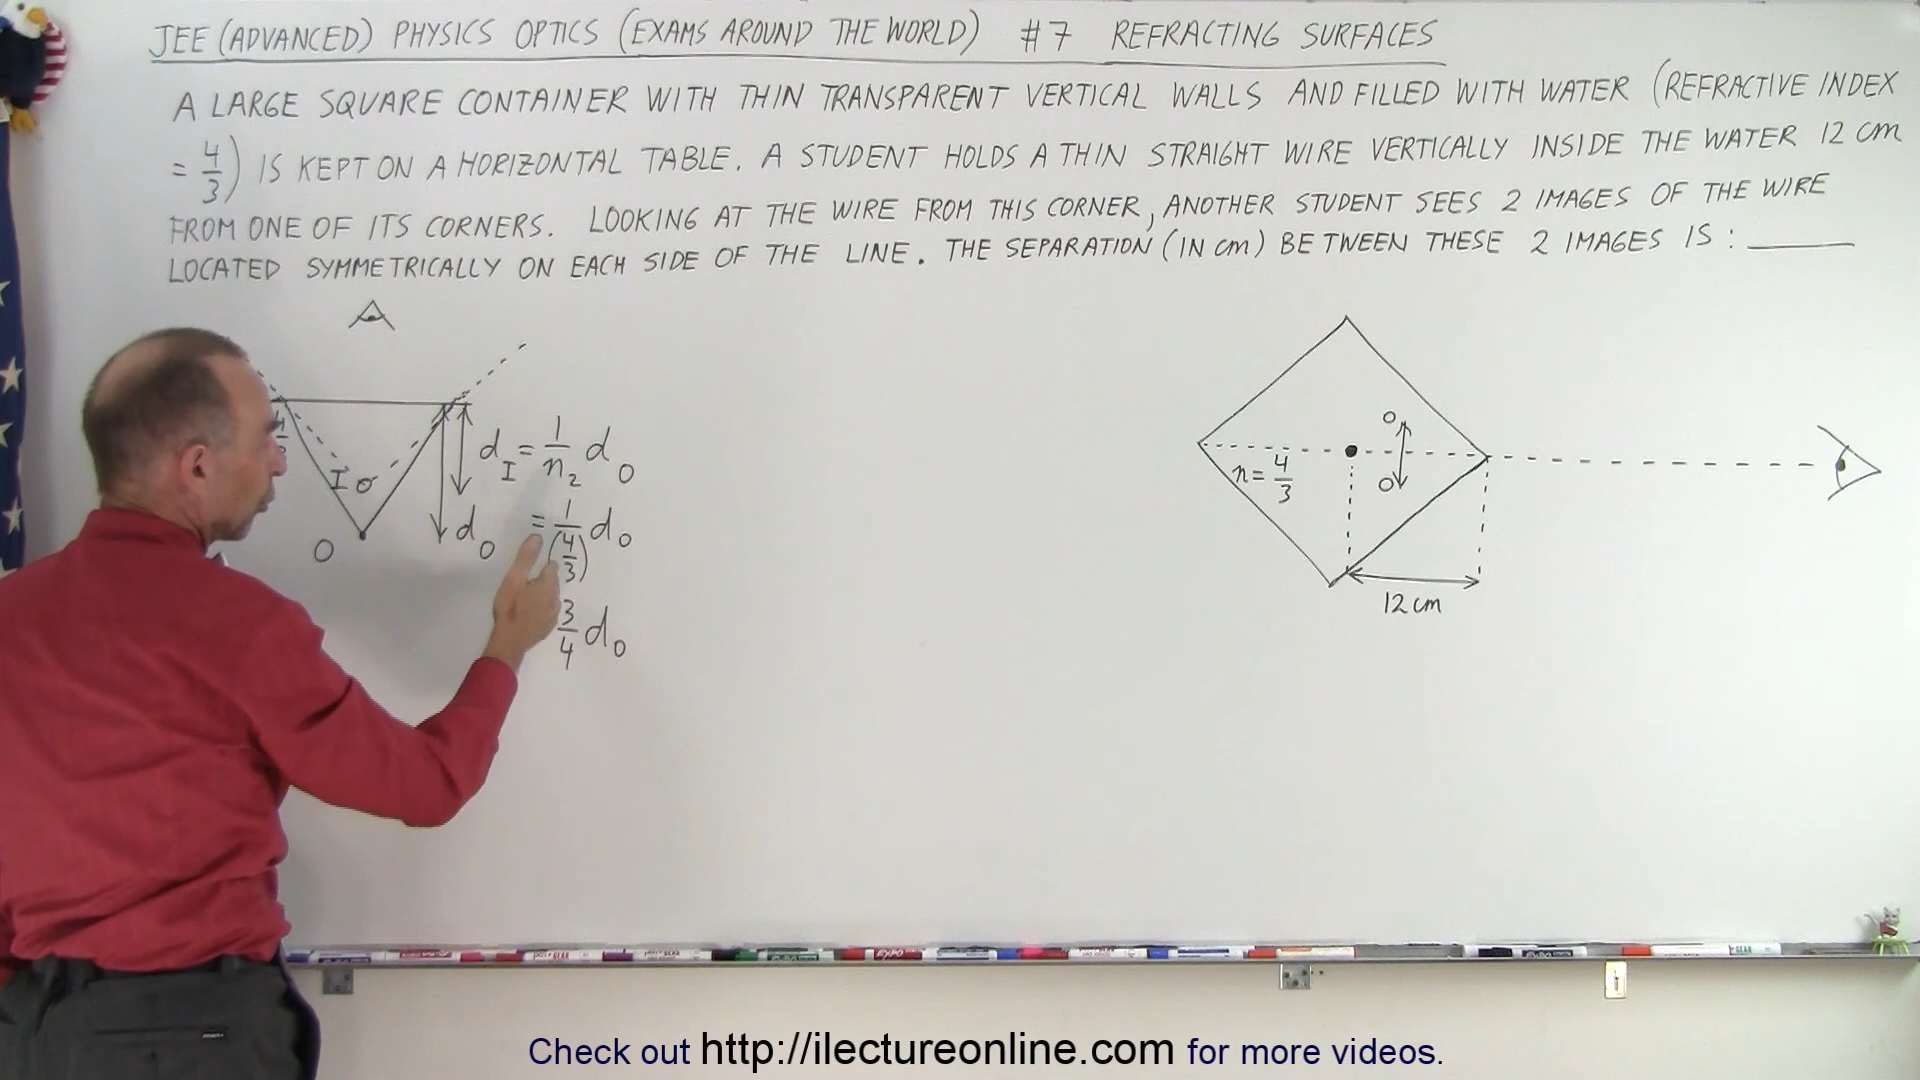 JEE (ADVANCED) PHYSICS OPTICS (EXAMS AROUND THE WORLD) #7 REFRACTING SURFACES
A LARGE SQUARE CONTAINER WITH THIN TRANSPARENT VERTICAL WALLS AND FILLED WITH WATER (REFRACTIVE INDEX
= 4/3) IS KEPT ON A HORIZONTAL TABLE. A STUDENT HOLDS A THIN STRAIGHT WIRE VERTICALLY INSIDE THE WATER 12 cm
FROM ONE OF ITS CORNERS. LOOKING AT THE WIRE FROM THIS CORNER, ANOTHER STUDENT SEES 2 IMAGES OF THE WIRE
LOCATED SYMMETRICALLY ON EACH SIDE OF THE LINE. THE SEPARATION (IN cm) BETWEEN THESE 2 IMAGES IS : ____
d_I = 1/n_2 d_0
I
d_0
= 1/(4/3) d_0
O
3/4 d_0
n = 4/3
O
O
12 cm
Check out http://ilectureonline.com for more videos.